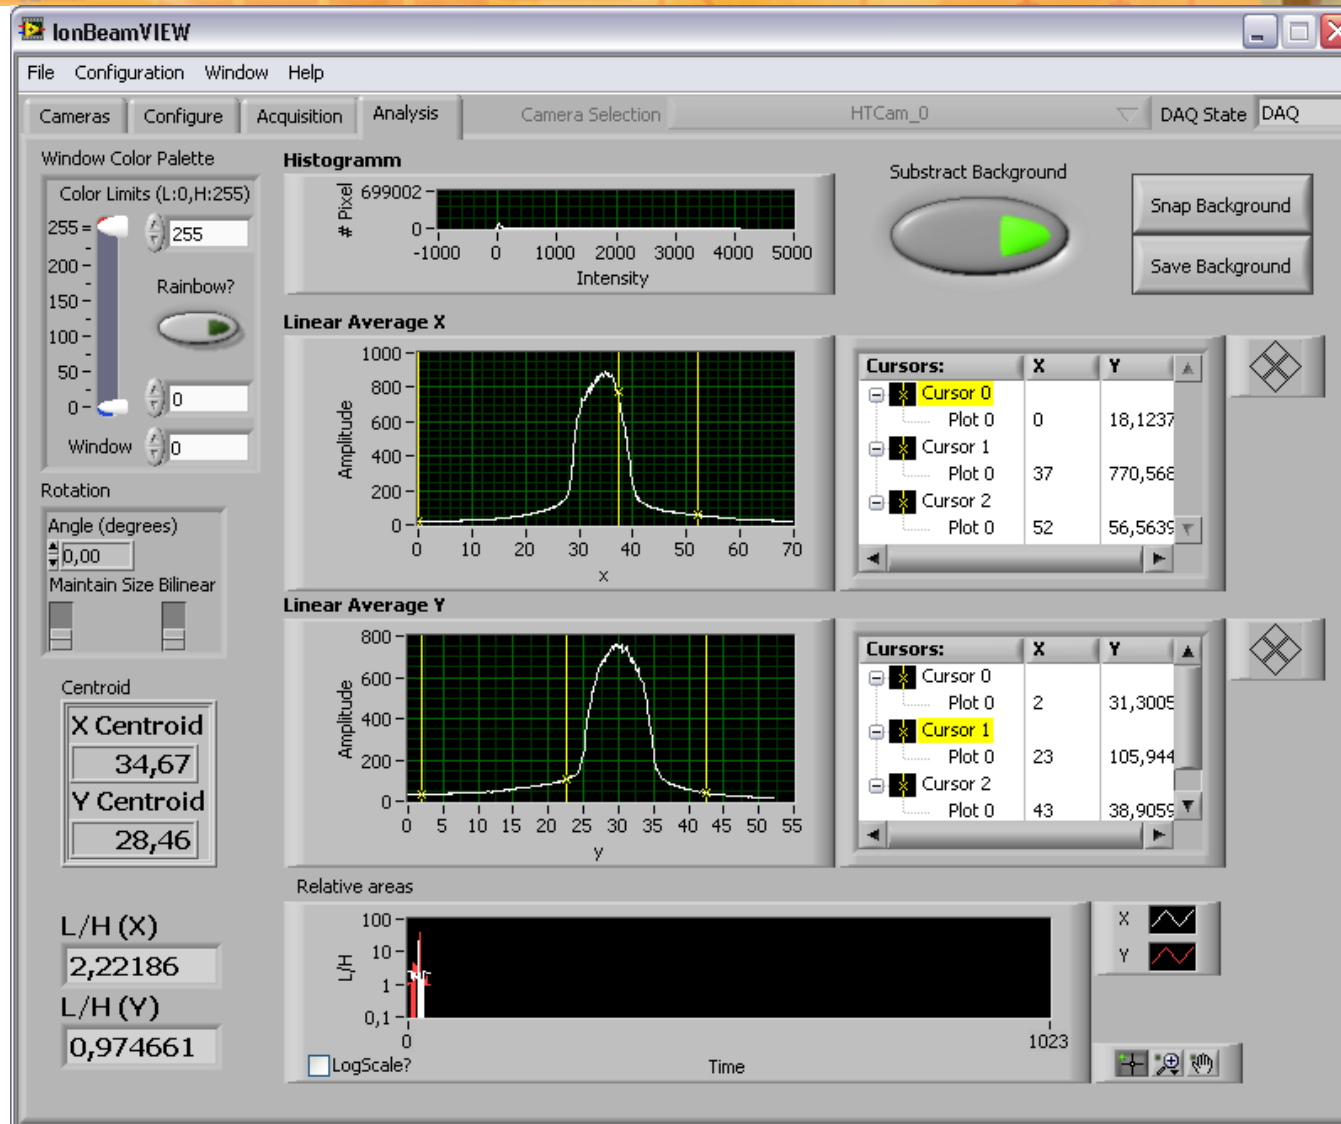 IonBeamVIEW
File Configuration Window Help
Cameras Configure Acquisition Analysis Camera Selection HTCam_0 DAQ State DAQ
Window Color Palette
Color Limits (L:0,H:255)
255
200
150
100
50
0
255
Rainbow?
0
Window 0
Rotation
Angle (degrees)
0,00
Maintain Size Bilinear
Centroid
X Centroid
34,67
Y Centroid
28,46
L/H (X)
2,22186
L/H (Y)
0,974661
Histogramm
# Pixel
699002
0
-1000 0 1000 2000 3000 4000 5000
Intensity
Substract Background
Snap Background
Save Background
Linear Average X
Amplitude
1000
800
600
400
200
0
0 10 20 30 40 50 60 70
x
Cursors: X Y
Cursor 0
Plot 0 0 18,1237
Cursor 1
Plot 0 37 770,568
Cursor 2
Plot 0 52 56,5639
Linear Average Y
Amplitude
800
600
400
200
0
0 5 10 15 20 25 30 35 40 45 50 55
y
Cursors: X Y
Cursor 0
Plot 0 2 31,3005
Cursor 1
Plot 0 23 105,944
Cursor 2
Plot 0 43 38,9059
Relative areas
L/H
100
10
1
0,1
0 1023
LogScale? Time
X
Y